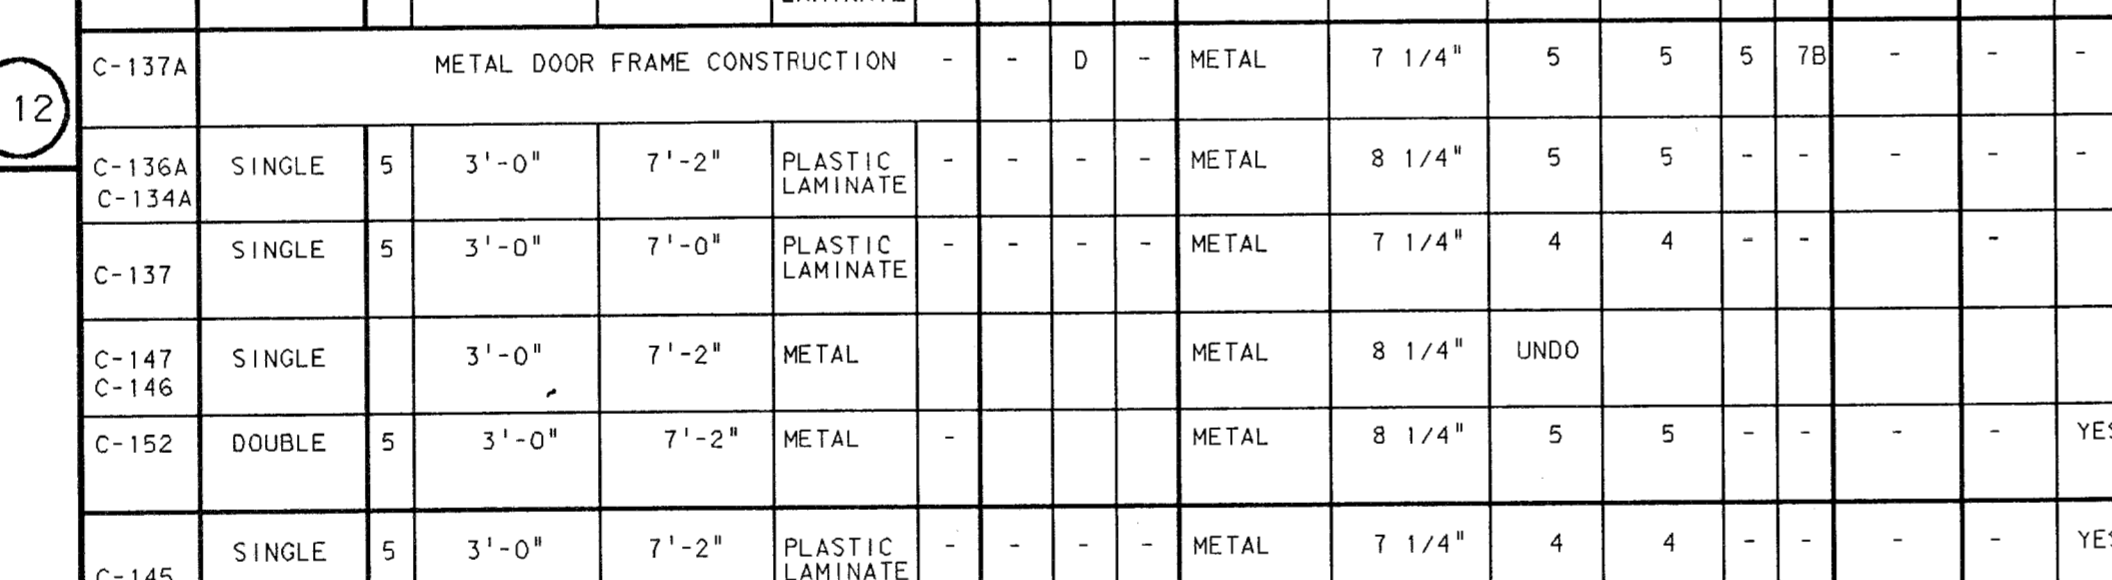 LAMINATE
C-137A METAL DOOR FRAME CONSTRUCTION - - D - METAL 7 1/4" 5 5 5 7B - - -
12
C-136A SINGLE 5 3'-0" 7'-2" PLASTIC - - - - METAL 8 1/4" 5 5 - - - - -
C-134A LAMINATE
SINGLE 5 3'-0" 7'-0" PLASTIC - - - - METAL 7 1/4" 4 4 - - -
C-137 LAMINATE
C-147 SINGLE 3'-0" 7'-2" METAL METAL 8 1/4" UNDO
C-146
C-152 DOUBLE 5 3'-0" 7'-2" METAL - METAL 8 1/4" 5 5 - - - - YES
SINGLE 5 3'-0" 7'-2" PLASTIC - - - - METAL 7 1/4" 4 4 - - - - YES
C-145 LAMINATE